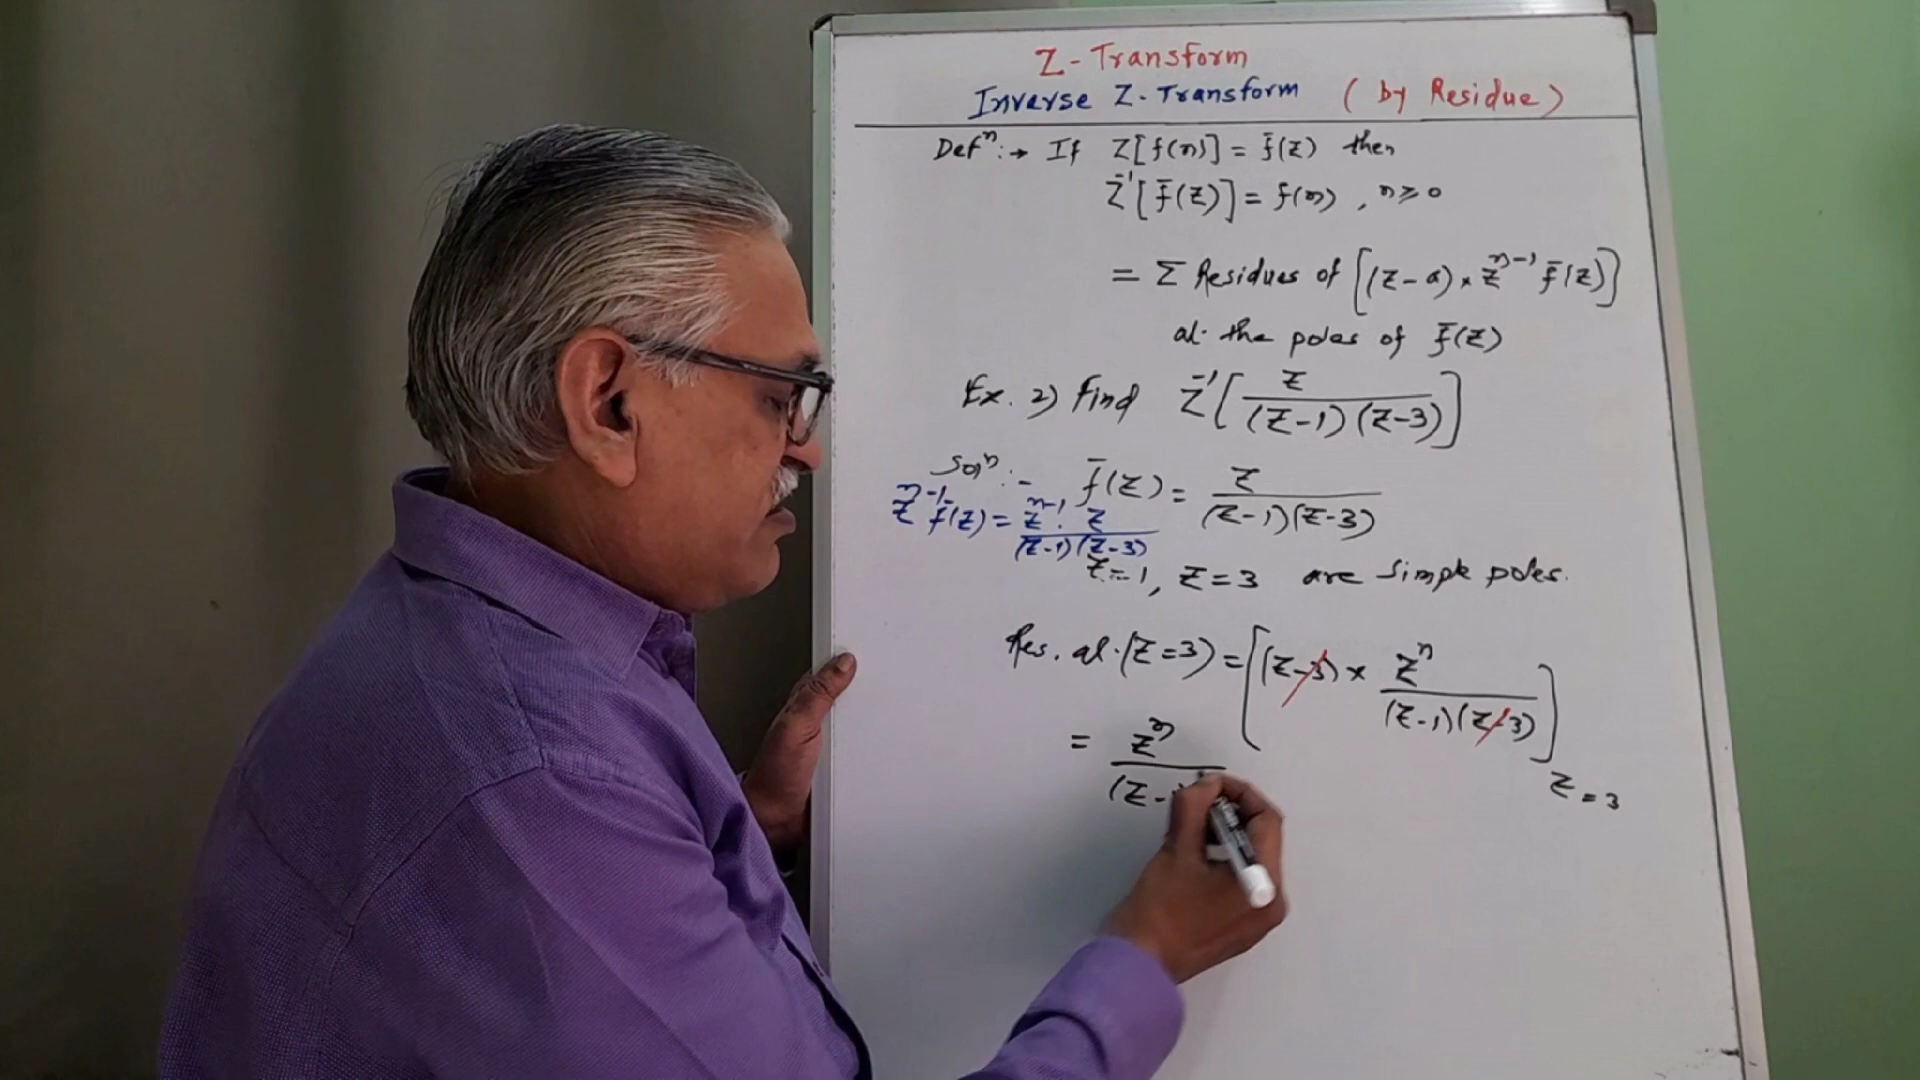 Z-Transform
Inverse Z-Transform (by Residue)
Defⁿ:→ If Z[f(n)] = f̄(z) then
Z⁻¹[f̄(z)] = f(n), n≥0
= Σ Residues of [(z-a)×zⁿ⁻¹ f̄(z)]
at the poles of f̄(z)
Ex. 2) Find Z⁻¹[z/((z-1)(z-3))]
Solⁿ:- f̄(z) = z/((z-1)(z-3))
zⁿ⁻¹f̄(z) = zⁿ⁻¹·z/((z-1)(z-3))
z=1, z=3 are simple poles.
Res. at (z=3) = [(z-3)× zⁿ/((z-1)(z-3))] z=3
= zⁿ/(z-